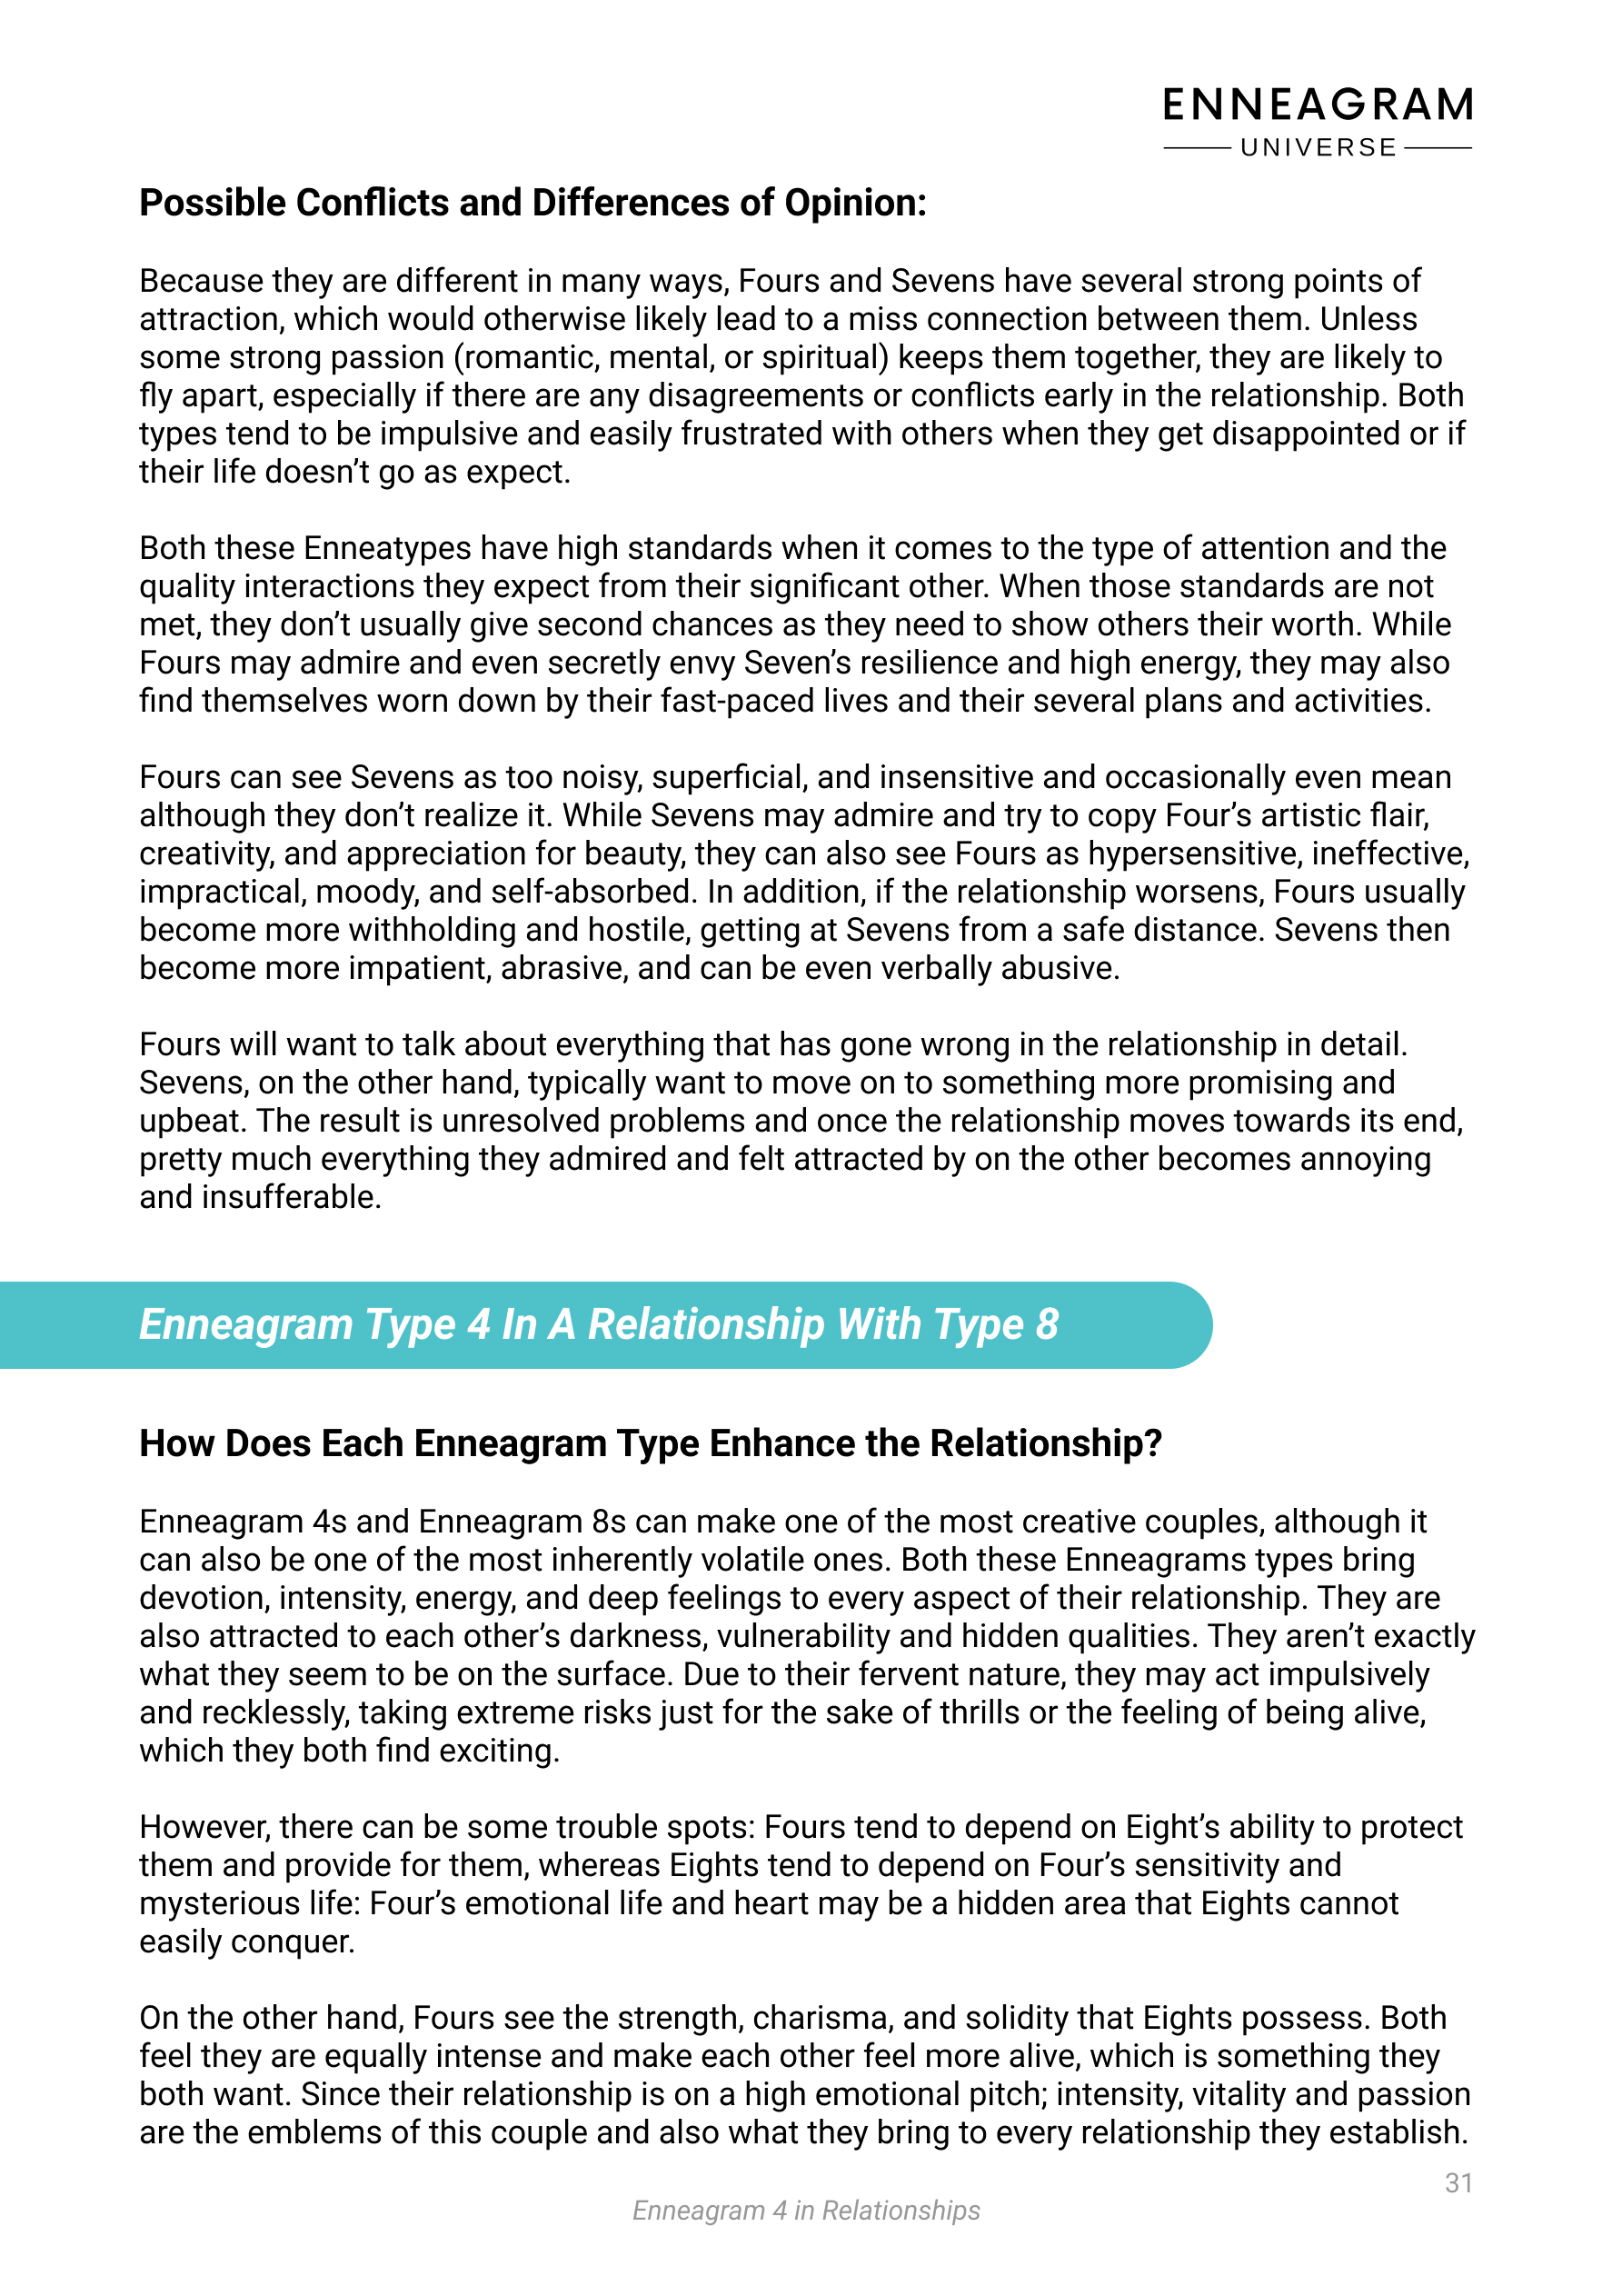 ENNEAGRAM
UNIVERSE
Possible Conflicts and Differences of Opinion:
Because they are different in many ways, Fours and Sevens have several strong points of
attraction, which would otherwise likely lead to a miss connection between them. Unless
some strong passion (romantic, mental, or spiritual) keeps them together, they are likely to
fly apart, especially if there are any disagreements or conflicts early in the relationship. Both
types tend to be impulsive and easily frustrated with others when they get disappointed or if
their life doesn’t go as expect.
Both these Enneatypes have high standards when it comes to the type of attention and the
quality interactions they expect from their significant other. When those standards are not
met, they don’t usually give second chances as they need to show others their worth. While
Fours may admire and even secretly envy Seven’s resilience and high energy, they may also
find themselves worn down by their fast-paced lives and their several plans and activities.
Fours can see Sevens as too noisy, superficial, and insensitive and occasionally even mean
although they don’t realize it. While Sevens may admire and try to copy Four’s artistic flair,
creativity, and appreciation for beauty, they can also see Fours as hypersensitive, ineffective,
impractical, moody, and self-absorbed. In addition, if the relationship worsens, Fours usually
become more withholding and hostile, getting at Sevens from a safe distance. Sevens then
become more impatient, abrasive, and can be even verbally abusive.
Fours will want to talk about everything that has gone wrong in the relationship in detail.
Sevens, on the other hand, typically want to move on to something more promising and
upbeat. The result is unresolved problems and once the relationship moves towards its end,
pretty much everything they admired and felt attracted by on the other becomes annoying
and insufferable.
Enneagram Type 4 In A Relationship With Type 8
How Does Each Enneagram Type Enhance the Relationship?
Enneagram 4s and Enneagram 8s can make one of the most creative couples, although it
can also be one of the most inherently volatile ones. Both these Enneagrams types bring
devotion, intensity, energy, and deep feelings to every aspect of their relationship. They are
also attracted to each other’s darkness, vulnerability and hidden qualities. They aren’t exactly
what they seem to be on the surface. Due to their fervent nature, they may act impulsively
and recklessly, taking extreme risks just for the sake of thrills or the feeling of being alive,
which they both find exciting.
However, there can be some trouble spots: Fours tend to depend on Eight’s ability to protect
them and provide for them, whereas Eights tend to depend on Four’s sensitivity and
mysterious life: Four’s emotional life and heart may be a hidden area that Eights cannot
easily conquer.
On the other hand, Fours see the strength, charisma, and solidity that Eights possess. Both
feel they are equally intense and make each other feel more alive, which is something they
both want. Since their relationship is on a high emotional pitch; intensity, vitality and passion
are the emblems of this couple and also what they bring to every relationship they establish.
31
Enneagram 4 in Relationships